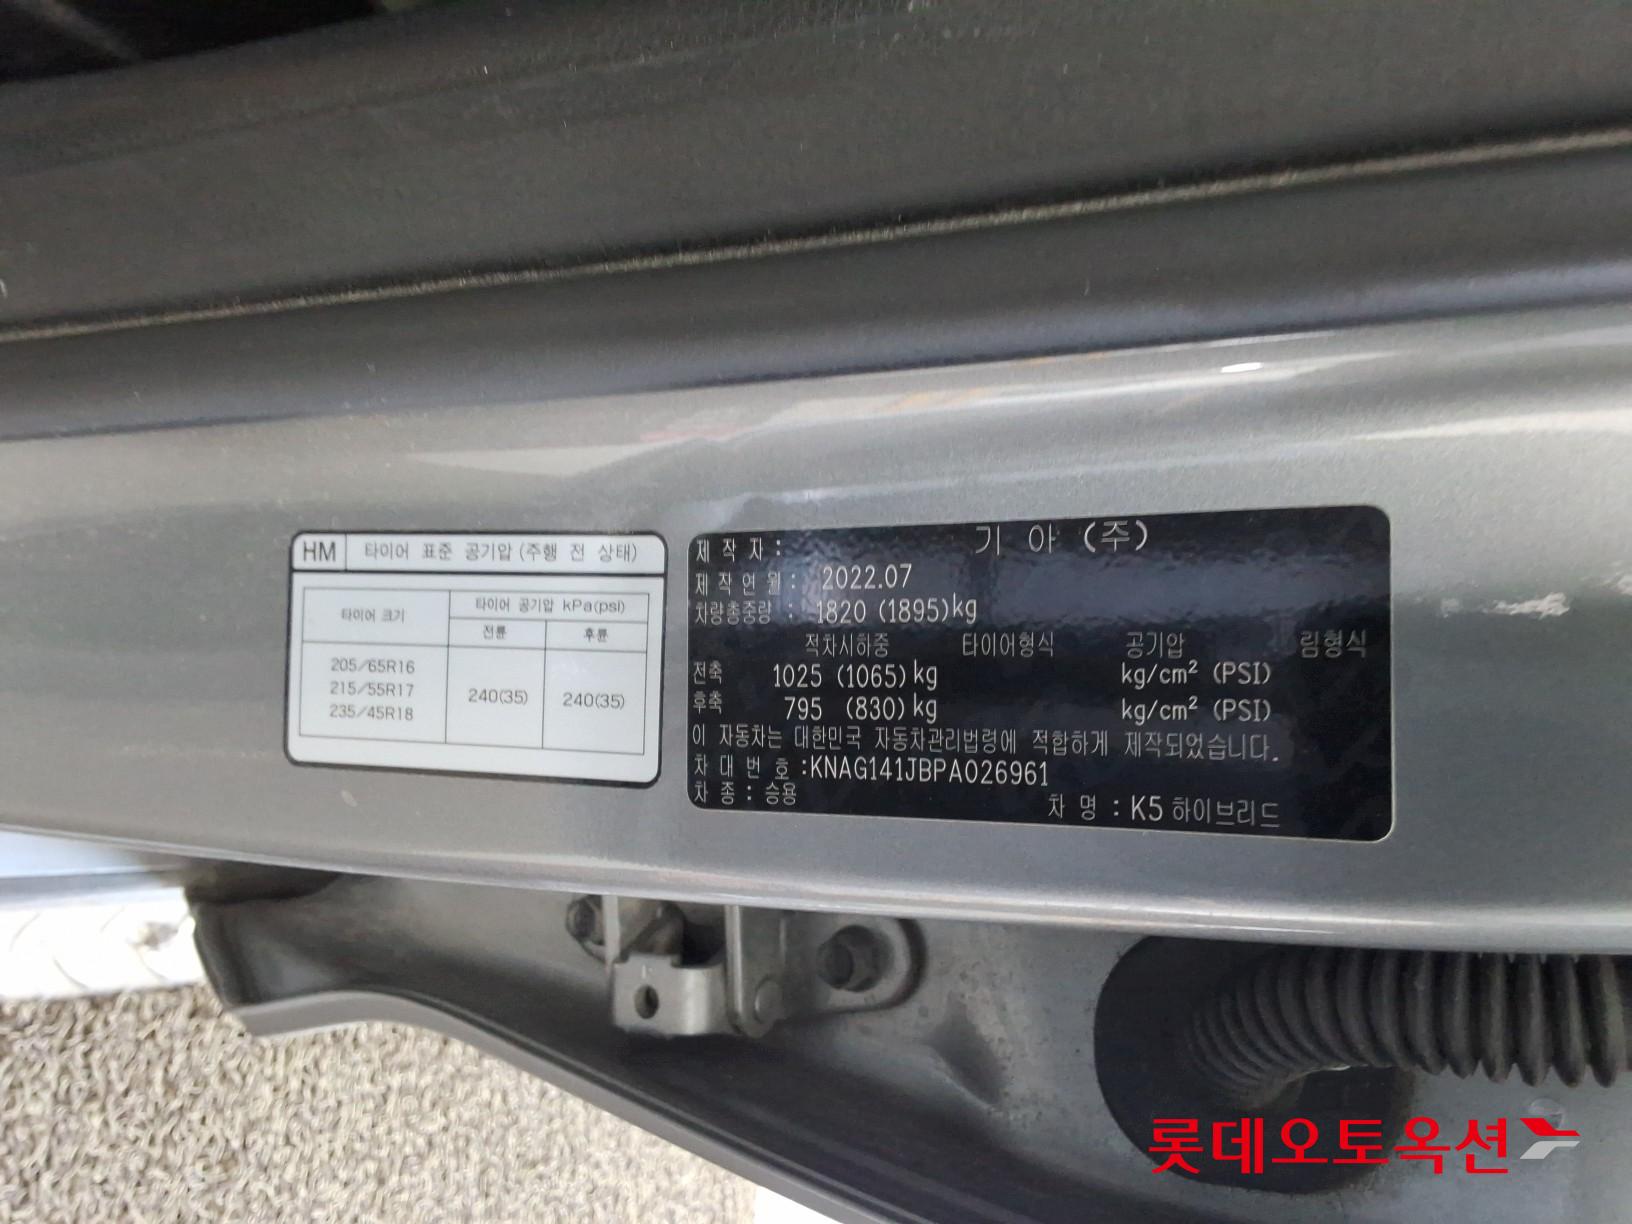 HM 타이어 표준 공기압 (주행 전 상태)
타이어 크기 타이어 공기압 kPa(psi)
전륜 후륜
205/65R16
215/55R17 240(35) 240(35)
235/45R18
제작자: 기아(주)
제작연월: 2022.07
차량총중량: 1820 (1895)kg
적차시하중 타이어형식 공기압 림형식
전축 1025 (1065)kg kg/cm² (PSI)
후축 795 (830)kg kg/cm² (PSI)
이 자동차는 대한민국 자동차관리법령에 적합하게 제작되었습니다.
차대번호:KNAG141JBPA026961
차종: 승용 차명: K5 하이브리드
롯데오토옥션